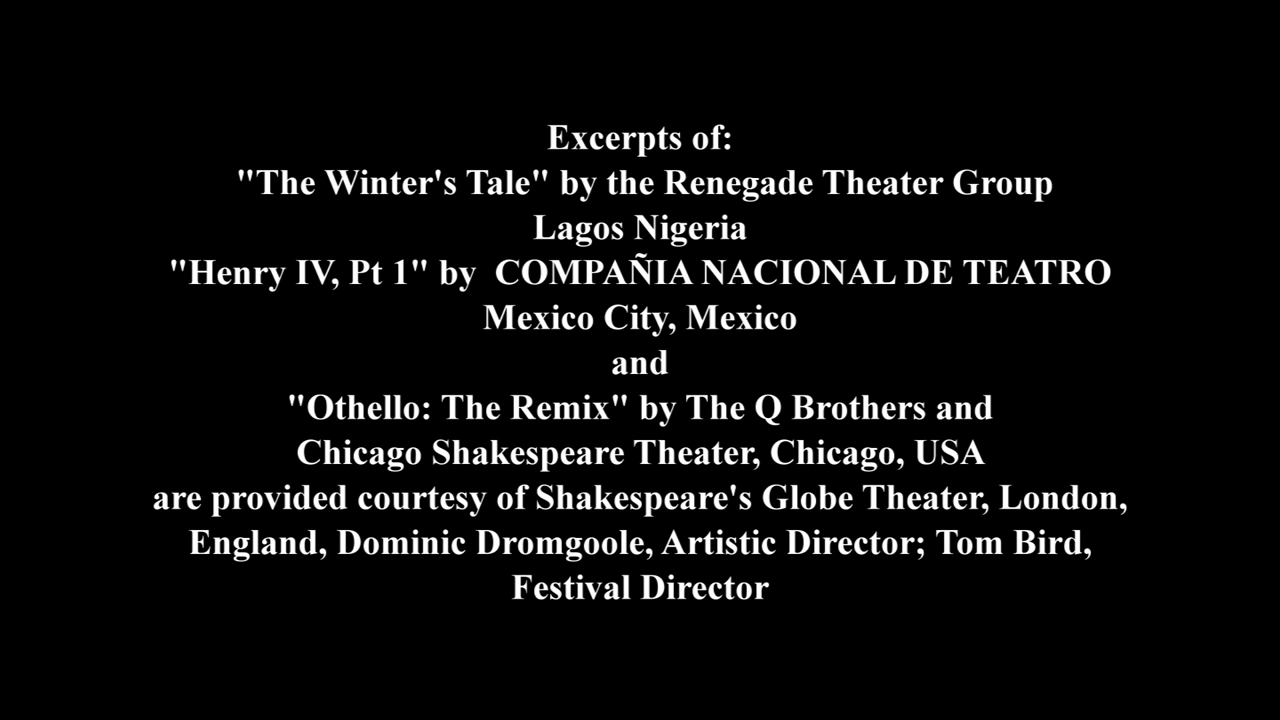 Excerpts of:
"The Winter's Tale" by the Renegade Theater Group
Lagos Nigeria
"Henry IV, Pt 1" by  COMPAÑIA NACIONAL DE TEATRO
Mexico City, Mexico
and
"Othello: The Remix" by The Q Brothers and
Chicago Shakespeare Theater, Chicago, USA
are provided courtesy of Shakespeare's Globe Theater, London,
England, Dominic Dromgoole, Artistic Director; Tom Bird,
Festival Director